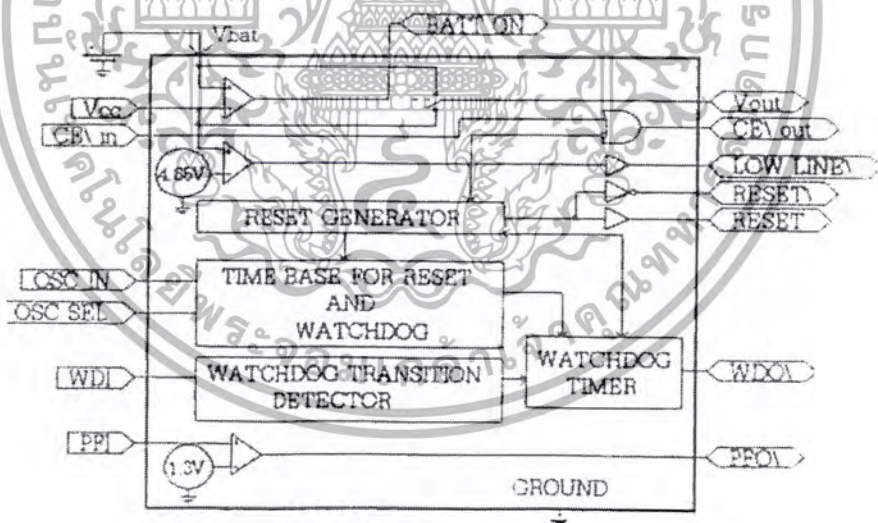 BATT ON
Vbat
Vcc
Vout
CE\ in
CE\ out
4.65V
LOW LINE\
RESET\
RESET GENERATOR
RESET
OSC IN
TIME BASE FOR RESET
AND
WATCHDOG
OSC SEL
WDI
WATCHDOG TRANSITION
DETECTOR
WATCHDOG
TIMER
WDO\
PFI
1.3V
PFO\
GROUND